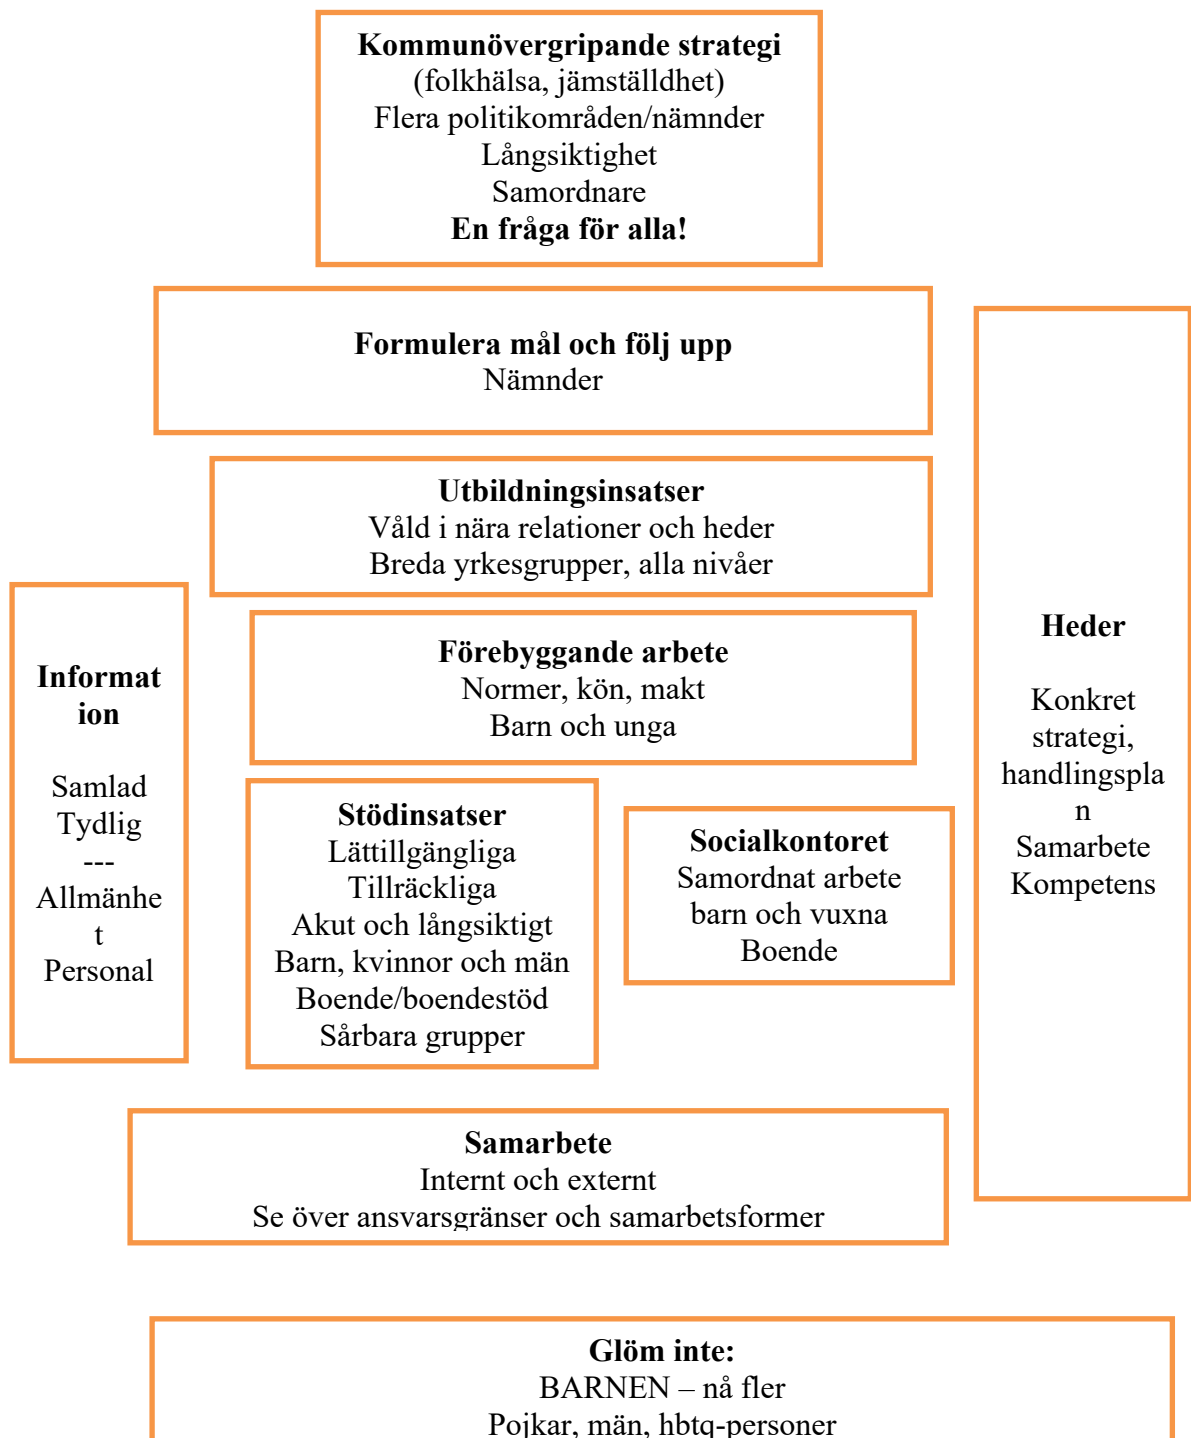 Kommunövergripande strategi
(folkhälsa, jämställdhet)
Flera politikområden/nämnder
Långsiktighet
Samordnare
En fråga för alla!
Formulera mål och följ upp
Nämnder
Utbildningsinsatser
Våld i nära relationer och heder
Breda yrkesgrupper, alla nivåer
Informat
ion
Samlad
Tydlig
---
Allmänhe
t
Personal
Förebyggande arbete
Normer, kön, makt
Barn och unga
Stödinsatser
Lättillgängliga
Tillräckliga
Akut och långsiktigt
Barn, kvinnor och män
Boende/boendestöd
Sårbara grupper
Socialkontoret
Samordnat arbete
barn och vuxna
Boende
Heder
Konkret
strategi,
handlingspla
n
Samarbete
Kompetens
Samarbete
Internt och externt
Se över ansvarsgränser och samarbetsformer
Glöm inte:
BARNEN – nå fler
Pojkar, män, hbtq-personer